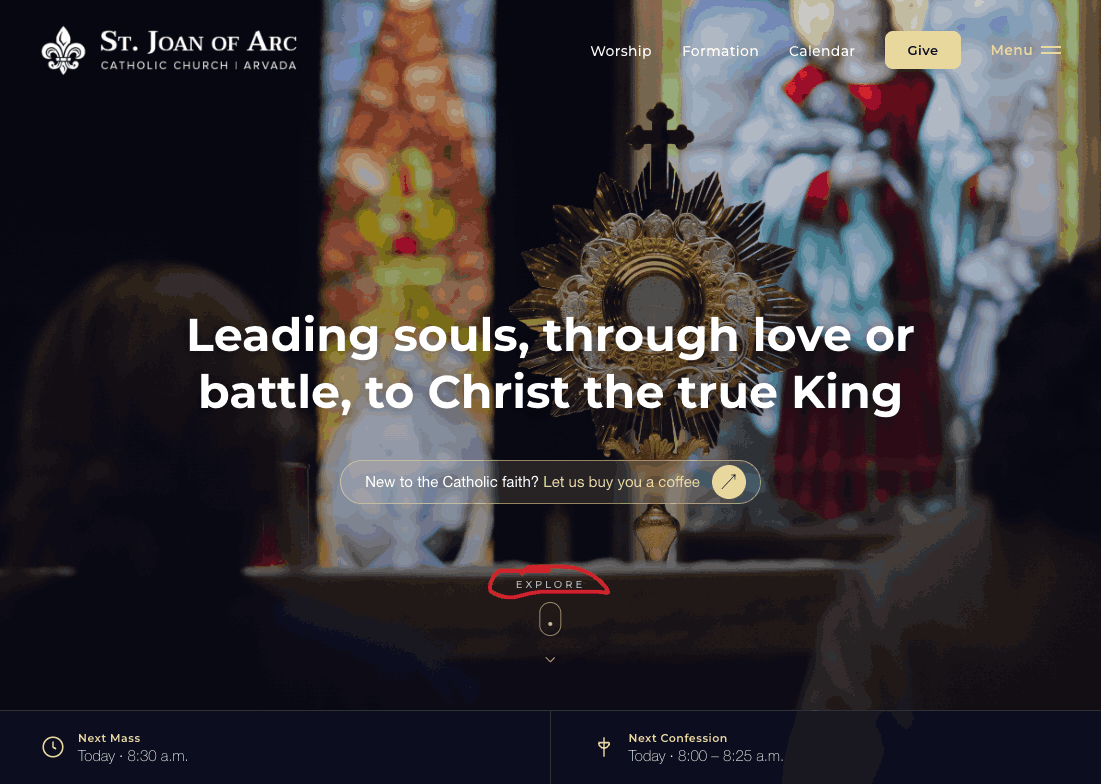 ST. JOAN OF ARC
CATHOLIC CHURCH | ARVADA
Worship Formation Calendar Give Menu
Leading souls, through love or
battle, to Christ the true King
New to the Catholic faith? Let us buy you a coffee
EXPLORE
Next Mass
Today · 8:30 a.m.
Next Confession
Today · 8:00 – 8:25 a.m.